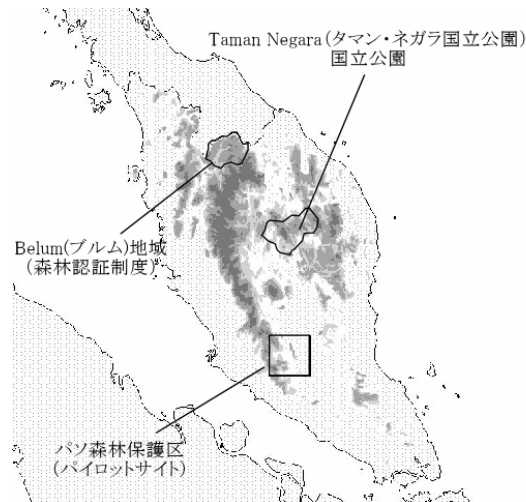 Taman Negara(タマン・ネガラ国立公園)
国立公園
Belum(ブルム)地域
(森林認証制度)
パソ森林保護区
(パイロットサイト)